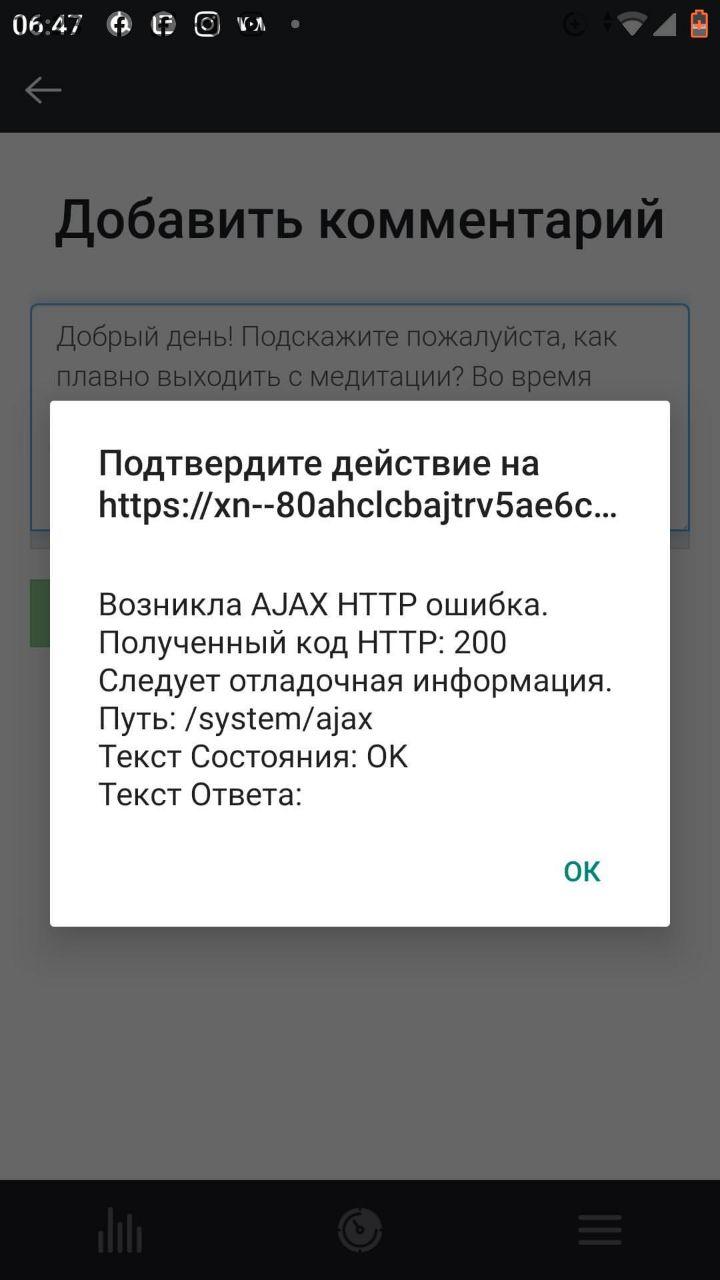 06:47
Добавить комментарий
Добрый день! Подскажите пожалуйста, как
плавно выходить с медитации? Во время
Подтвердите действие на
https://xn--80ahclcbajtrv5ae6c...
Возникла AJAX HTTP ошибка.
Полученный код HTTP: 200
Следует отладочная информация.
Путь: /system/ajax
Текст Состояния: OK
Текст Ответа:
ОК